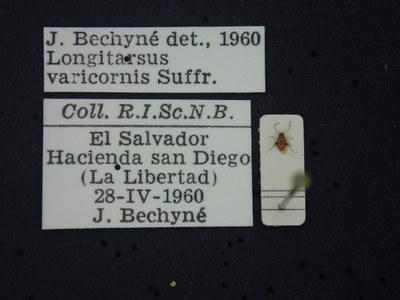 J. Bechyné det., 1960
Longitarsus
varicornis Suffr.
Coll. R.I.Sc.N.B.
El Salvador
Hacienda san Diego
(La Libertad)
28-IV-1960
J. Bechyné